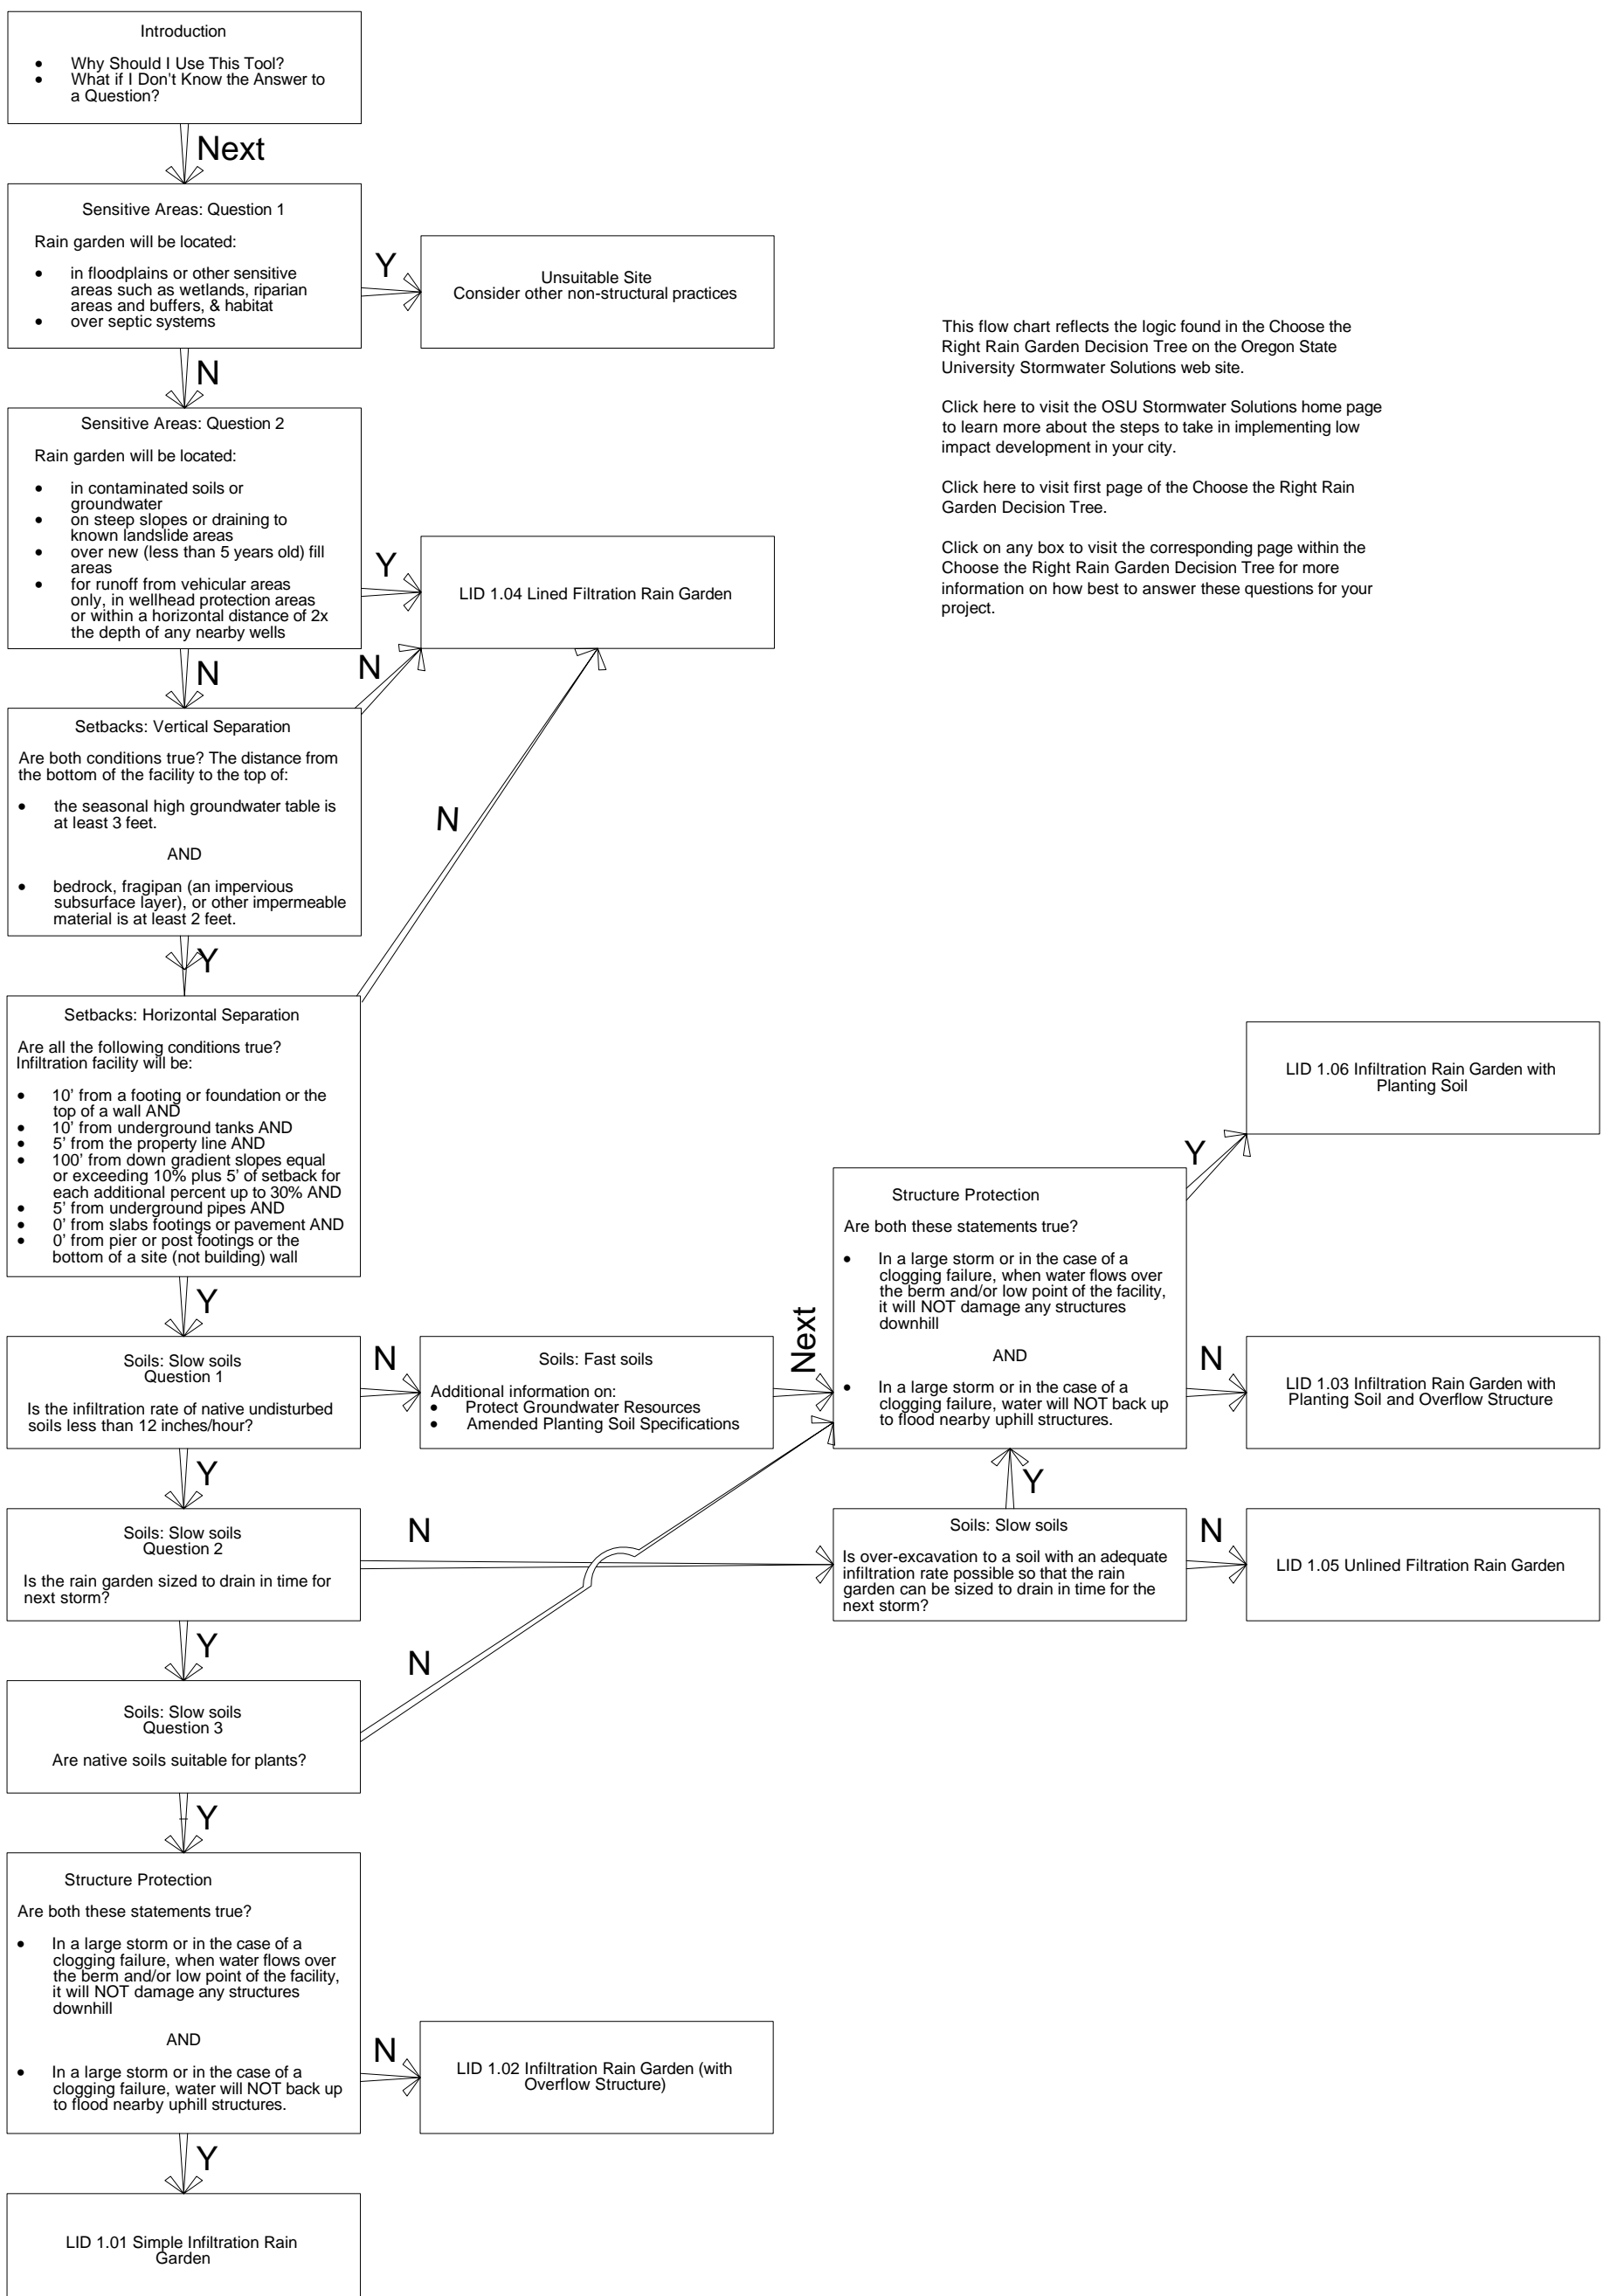 Introduction
• Why Should I Use This Tool?
• What if I Don't Know the Answer to
a Question?
Next
Sensitive Areas: Question 1
Rain garden will be located:
• in floodplains or other sensitive
areas such as wetlands, riparian
areas and buffers, & habitat
• over septic systems
Y
Unsuitable Site
Consider other non-structural practices
This flow chart reflects the logic found in the Choose the
Right Rain Garden Decision Tree on the Oregon State
University Stormwater Solutions web site.
Click here to visit the OSU Stormwater Solutions home page
to learn more about the steps to take in implementing low
impact development in your city.
Click here to visit first page of the Choose the Right Rain
Garden Decision Tree.
Click on any box to visit the corresponding page within the
Choose the Right Rain Garden Decision Tree for more
information on how best to answer these questions for your
project.
N
Sensitive Areas: Question 2
Rain garden will be located:
• in contaminated soils or
groundwater
• on steep slopes or draining to
known landslide areas
• over new (less than 5 years old) fill
areas
• for runoff from vehicular areas
only, in wellhead protection areas
or within a horizontal distance of 2x
the depth of any nearby wells
Y
LID 1.04 Lined Filtration Rain Garden
N
N
Setbacks: Vertical Separation
Are both conditions true? The distance from
the bottom of the facility to the top of:
• the seasonal high groundwater table is
at least 3 feet.
AND
• bedrock, fragipan (an impervious
subsurface layer), or other impermeable
material is at least 2 feet.
N
Y
Setbacks: Horizontal Separation
Are all the following conditions true?
Infiltration facility will be:
• 10' from a footing or foundation or the
top of a wall AND
• 10' from underground tanks AND
• 5' from the property line AND
• 100' from down gradient slopes equal
or exceeding 10% plus 5' of setback for
each additional percent up to 30% AND
• 5' from underground pipes AND
• 0' from slabs footings or pavement AND
• 0' from pier or post footings or the
bottom of a site (not building) wall
LID 1.06 Infiltration Rain Garden with
Planting Soil
Y
Structure Protection
Are both these statements true?
• In a large storm or in the case of a
clogging failure, when water flows over
the berm and/or low point of the facility,
it will NOT damage any structures
downhill
AND
• In a large storm or in the case of a
clogging failure, water will NOT back up
to flood nearby uphill structures.
Y
Soils: Slow soils
Question 1
Is the infiltration rate of native undisturbed
soils less than 12 inches/hour?
N
Soils: Fast soils
Additional information on:
• Protect Groundwater Resources
• Amended Planting Soil Specifications
Next
N
LID 1.03 Infiltration Rain Garden with
Planting Soil and Overflow Structure
Y
Y
Soils: Slow soils
Question 2
Is the rain garden sized to drain in time for
next storm?
N
Soils: Slow soils
Is over-excavation to a soil with an adequate
infiltration rate possible so that the rain
garden can be sized to drain in time for the
next storm?
N
LID 1.05 Unlined Filtration Rain Garden
Y
N
Soils: Slow soils
Question 3
Are native soils suitable for plants?
Y
Structure Protection
Are both these statements true?
• In a large storm or in the case of a
clogging failure, when water flows over
the berm and/or low point of the facility,
it will NOT damage any structures
downhill
AND
• In a large storm or in the case of a
clogging failure, water will NOT back up
to flood nearby uphill structures.
N
LID 1.02 Infiltration Rain Garden (with
Overflow Structure)
Y
LID 1.01 Simple Infiltration Rain
Garden